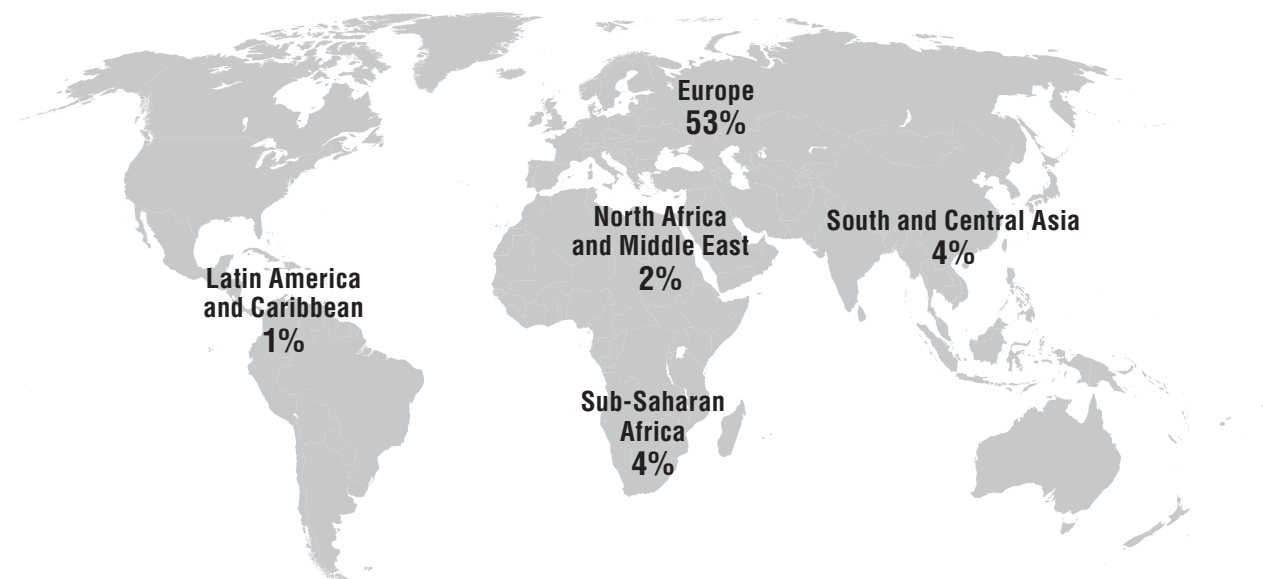 Europe
53%
North Africa
and Middle East
2%
South and Central Asia
4%
Latin America
and Caribbean
1%
Sub-Saharan
Africa
4%